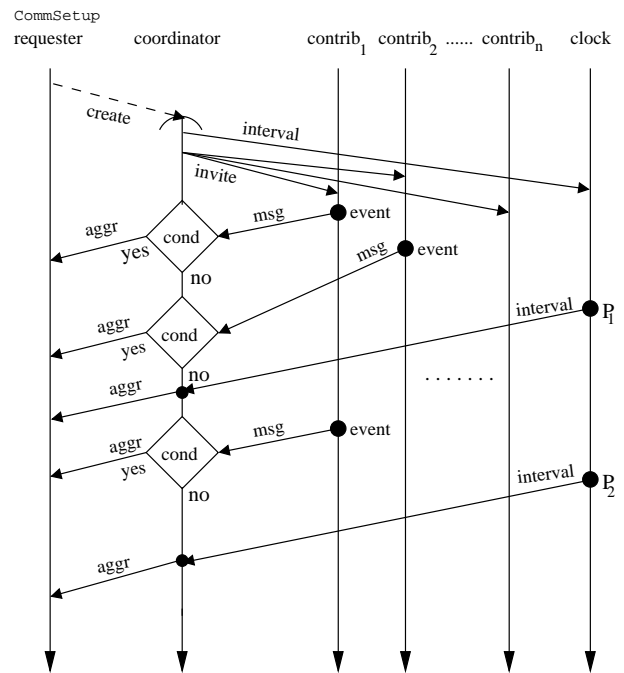 CommSetup
requester coordinator contrib1 contrib2 ...... contribn clock
create
interval
invite
aggr cond msg event
yes
no
msg event
interval P1
aggr cond
yes
no
. . . . . . .
aggr
aggr cond msg event
yes
no
interval P2
aggr